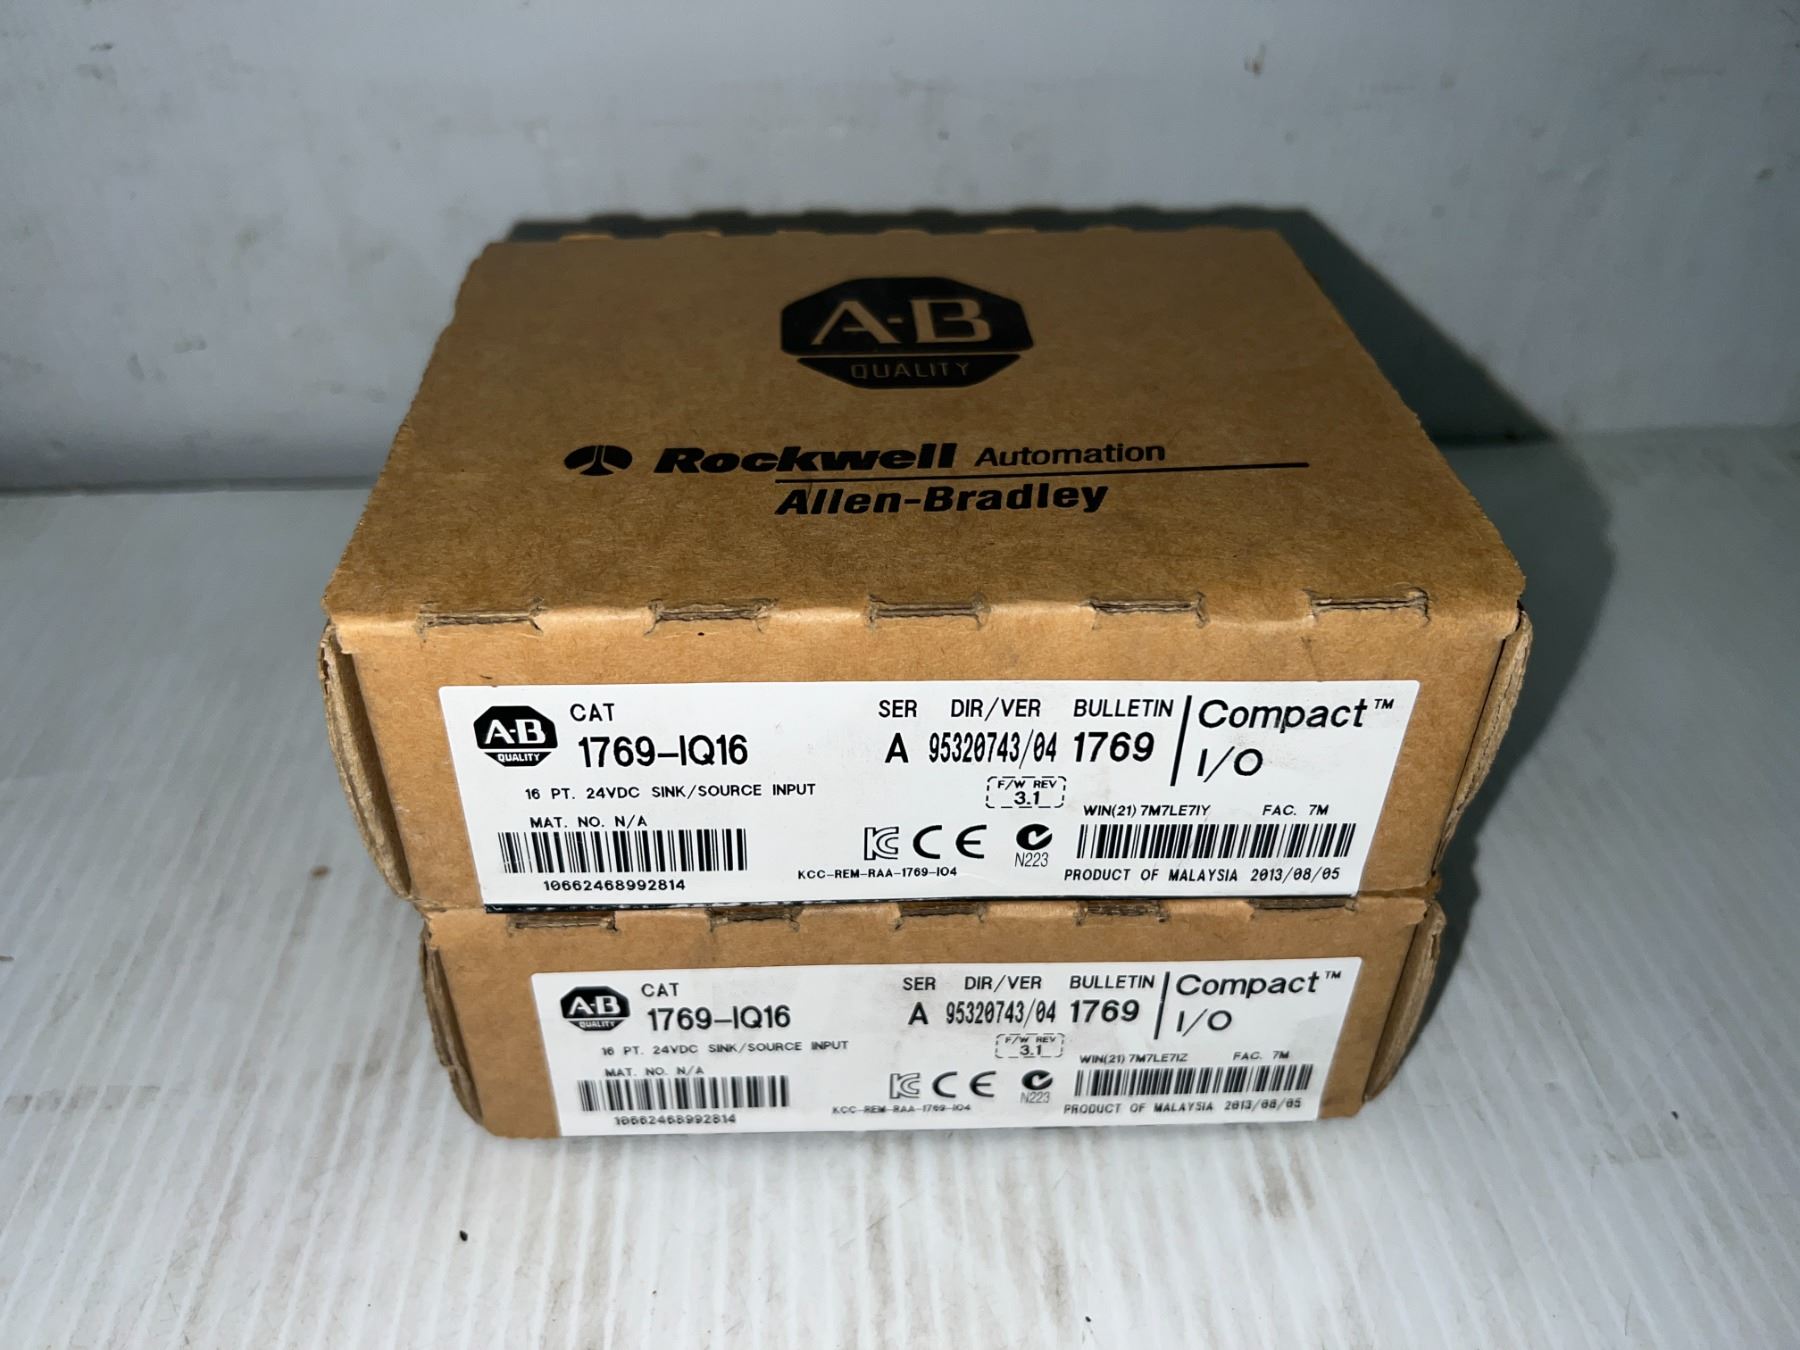 A-B
QUALITY
Rockwell Automation
Allen-Bradley
A-B
QUALITY
CAT
1769-IQ16
SER
A
DIR/VER
95320743/04
BULLETIN
1769
Compact™
I/O
16 PT. 24VDC SINK/SOURCE INPUT
F/W REV
3.1
MAT. NO. N/A
10662468992814
KCC-REM-RAA-1769-IO4
CE
N223
WIN(21) 7M7LE7IY
FAC. 7M
PRODUCT OF MALAYSIA 2013/08/05
A-B
QUALITY
CAT
1769-IQ16
SER
A
DIR/VER
95320743/04
BULLETIN
1769
Compact™
I/O
16 PT. 24VDC SINK/SOURCE INPUT
F/W REV
3.1
MAT. NO. N/A
10662468992814
KCC-REM-RAA-1769-IO4
CE
N223
WIN(21) 7M7LE7IZ
FAC. 7M
PRODUCT OF MALAYSIA 2013/08/05